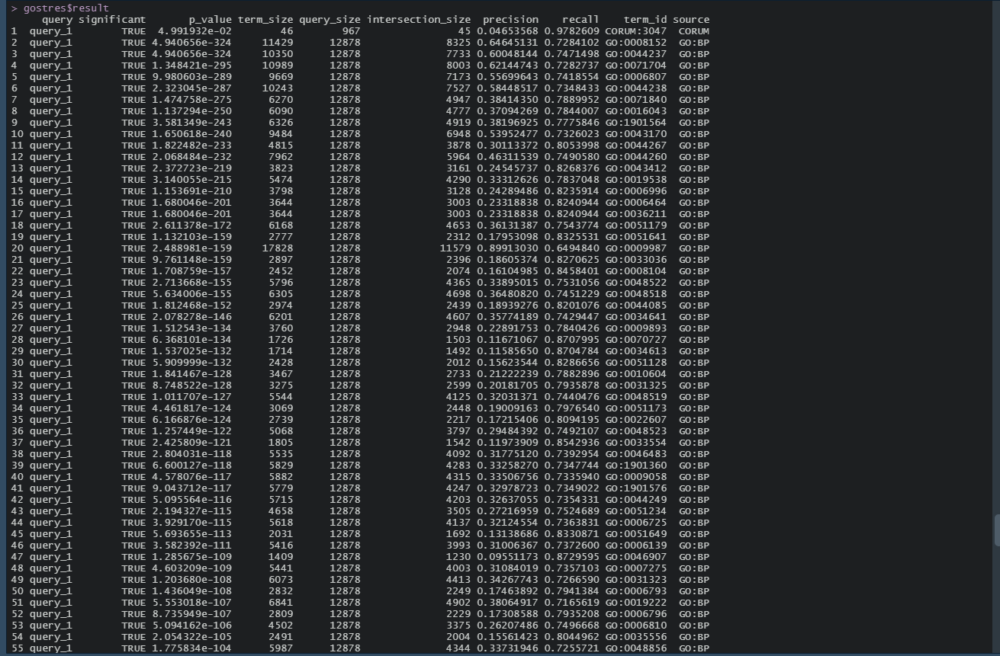 > gostres$result
query significant p_value term_size query_size intersection_size precision recall term_id source
1 query_1 TRUE 4.991932e-02 46 967 45 0.04653568 0.9782609 CORUM:3047 CORUM
2 query_1 TRUE 4.940656e-324 11429 12878 8325 0.64645131 0.7284102 GO:0008152 GO:BP
3 query_1 TRUE 4.940656e-324 10350 12878 7733 0.60048144 0.7471498 GO:0044237 GO:BP
4 query_1 TRUE 1.348421e-295 10989 12878 8003 0.62144743 0.7282737 GO:0071704 GO:BP
5 query_1 TRUE 9.980603e-289 9669 12878 7173 0.55699643 0.7418554 GO:0006807 GO:BP
6 query_1 TRUE 2.323045e-287 10243 12878 7527 0.58448517 0.7348433 GO:0044238 GO:BP
7 query_1 TRUE 1.474758e-275 6270 12878 4947 0.38414350 0.7889952 GO:0071840 GO:BP
8 query_1 TRUE 1.137294e-250 6090 12878 4777 0.37094269 0.7844007 GO:0016043 GO:BP
9 query_1 TRUE 3.581349e-243 6326 12878 4919 0.38196925 0.7775846 GO:1901564 GO:BP
10 query_1 TRUE 1.650618e-240 9484 12878 6948 0.53952477 0.7326023 GO:0043170 GO:BP
11 query_1 TRUE 1.822482e-233 4815 12878 3878 0.30113372 0.8053998 GO:0044267 GO:BP
12 query_1 TRUE 2.068484e-232 7962 12878 5964 0.46311539 0.7490580 GO:0044260 GO:BP
13 query_1 TRUE 2.372723e-219 3823 12878 3161 0.24545737 0.8268376 GO:0043412 GO:BP
14 query_1 TRUE 3.140055e-215 5474 12878 4290 0.33312626 0.7837048 GO:0019538 GO:BP
15 query_1 TRUE 1.153691e-210 3798 12878 3128 0.24289486 0.8235914 GO:0006996 GO:BP
16 query_1 TRUE 1.680046e-201 3644 12878 3003 0.23318838 0.8240944 GO:0006464 GO:BP
17 query_1 TRUE 1.680046e-201 3644 12878 3003 0.23318838 0.8240944 GO:0036211 GO:BP
18 query_1 TRUE 2.611378e-172 6168 12878 4653 0.36131387 0.7543774 GO:0051179 GO:BP
19 query_1 TRUE 1.132103e-159 2777 12878 2312 0.17953098 0.8325531 GO:0051641 GO:BP
20 query_1 TRUE 2.488981e-159 17828 12878 11579 0.89913030 0.6494840 GO:0009987 GO:BP
21 query_1 TRUE 9.761148e-159 2897 12878 2396 0.18605374 0.8270625 GO:0033036 GO:BP
22 query_1 TRUE 1.708759e-157 2452 12878 2074 0.16104985 0.8458401 GO:0008104 GO:BP
23 query_1 TRUE 2.713668e-155 5796 12878 4365 0.33895015 0.7531056 GO:0048522 GO:BP
24 query_1 TRUE 5.634006e-155 6305 12878 4698 0.36480820 0.7451229 GO:0048518 GO:BP
25 query_1 TRUE 1.812468e-152 2974 12878 2439 0.18939276 0.8201076 GO:0044085 GO:BP
26 query_1 TRUE 2.078278e-146 6201 12878 4607 0.35774189 0.7429447 GO:0034641 GO:BP
27 query_1 TRUE 1.512543e-134 3760 12878 2948 0.22891753 0.7840426 GO:0009893 GO:BP
28 query_1 TRUE 6.368101e-134 1726 12878 1503 0.11671067 0.8707995 GO:0070727 GO:BP
29 query_1 TRUE 1.537025e-132 1714 12878 1492 0.11585650 0.8704784 GO:0034613 GO:BP
30 query_1 TRUE 5.909999e-132 2428 12878 2012 0.15623544 0.8286656 GO:0051128 GO:BP
31 query_1 TRUE 1.841467e-128 3467 12878 2733 0.21222239 0.7882896 GO:0010604 GO:BP
32 query_1 TRUE 8.748522e-128 3275 12878 2599 0.20181705 0.7935878 GO:0031325 GO:BP
33 query_1 TRUE 1.011707e-127 5544 12878 4125 0.32031371 0.7440476 GO:0048519 GO:BP
34 query_1 TRUE 4.461817e-124 3069 12878 2448 0.19009163 0.7976540 GO:0051173 GO:BP
35 query_1 TRUE 6.166876e-124 2739 12878 2217 0.17215406 0.8094195 GO:0022607 GO:BP
36 query_1 TRUE 1.257449e-122 5068 12878 3797 0.29484392 0.7492107 GO:0048523 GO:BP
37 query_1 TRUE 2.425809e-121 1805 12878 1542 0.11973909 0.8542936 GO:0033554 GO:BP
38 query_1 TRUE 2.804031e-118 5535 12878 4092 0.31775120 0.7392954 GO:0046483 GO:BP
39 query_1 TRUE 6.600127e-118 5829 12878 4283 0.33258270 0.7347744 GO:1901360 GO:BP
40 query_1 TRUE 4.578076e-117 5882 12878 4315 0.33506756 0.7335940 GO:0009058 GO:BP
41 query_1 TRUE 9.043712e-117 5779 12878 4247 0.32978723 0.7349022 GO:1901576 GO:BP
42 query_1 TRUE 5.095564e-116 5715 12878 4203 0.32637055 0.7354331 GO:0044249 GO:BP
43 query_1 TRUE 2.194327e-115 4658 12878 3505 0.27216959 0.7524689 GO:0051234 GO:BP
44 query_1 TRUE 3.929170e-115 5618 12878 4137 0.32124554 0.7363831 GO:0006725 GO:BP
45 query_1 TRUE 5.693655e-113 2031 12878 1692 0.13138686 0.8330871 GO:0051649 GO:BP
46 query_1 TRUE 3.582392e-111 5416 12878 3993 0.31006367 0.7372600 GO:0006139 GO:BP
47 query_1 TRUE 1.285675e-109 1409 12878 1230 0.09551173 0.8729595 GO:0046907 GO:BP
48 query_1 TRUE 4.603209e-109 5441 12878 4003 0.31084019 0.7357103 GO:0007275 GO:BP
49 query_1 TRUE 1.203680e-108 6073 12878 4413 0.34267743 0.7266590 GO:0031323 GO:BP
50 query_1 TRUE 1.436049e-108 2832 12878 2249 0.17463892 0.7941384 GO:0006793 GO:BP
51 query_1 TRUE 5.553018e-107 6841 12878 4902 0.38064917 0.7165619 GO:0019222 GO:BP
52 query_1 TRUE 8.735949e-107 2809 12878 2229 0.17308588 0.7935208 GO:0006796 GO:BP
53 query_1 TRUE 5.094162e-106 4502 12878 3375 0.26207486 0.7496668 GO:0006810 GO:BP
54 query_1 TRUE 2.054322e-105 2491 12878 2004 0.15561423 0.8044962 GO:0035556 GO:BP
55 query_1 TRUE 1.775834e-104 5987 12878 4344 0.33731946 0.7255721 GO:0048856 GO:BP